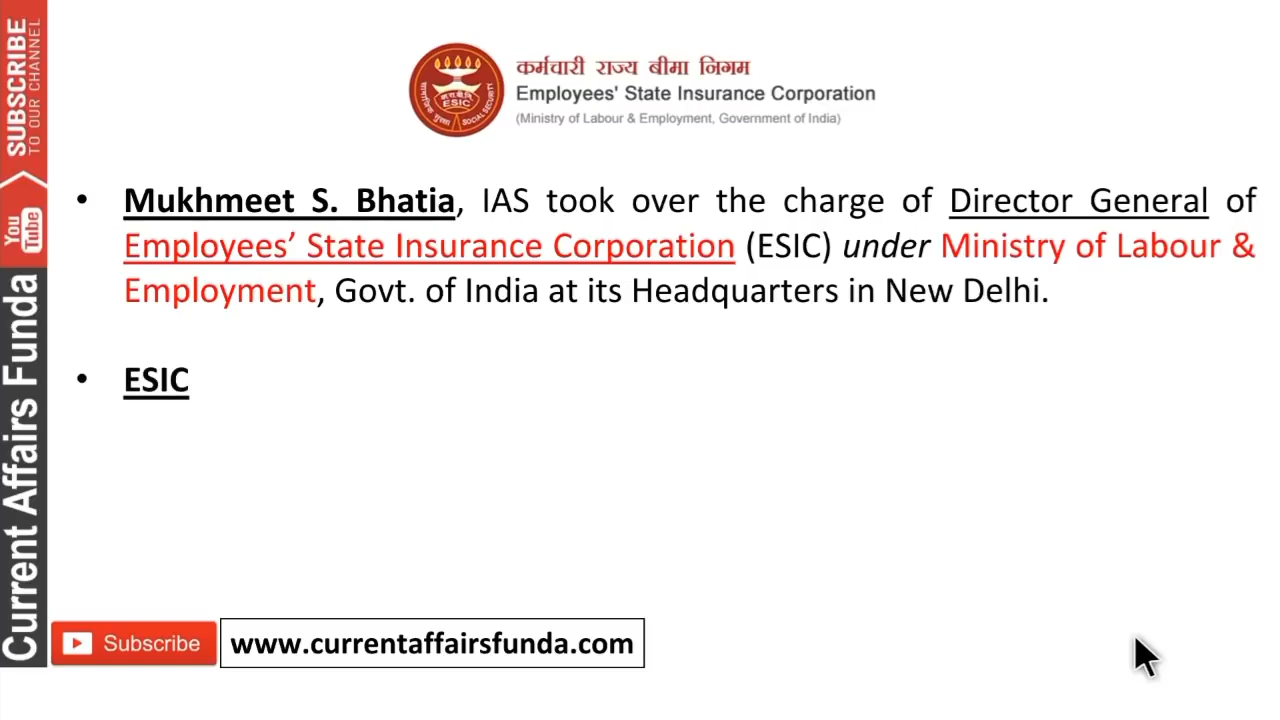 SUBSCRIBE
TO OUR CHANNEL
You
Tube
Current Affairs Funda
कर्मचारी राज्य बीमा निगम
Employees' State Insurance Corporation
(Ministry of Labour & Employment, Government of India)
ESIC
SOCIAL SECURITY
• Mukhmeet S. Bhatia, IAS took over the charge of Director General of
Employees’ State Insurance Corporation (ESIC) under Ministry of Labour &
Employment, Govt. of India at its Headquarters in New Delhi.
• ESIC
Subscribe
www.currentaffairsfunda.com